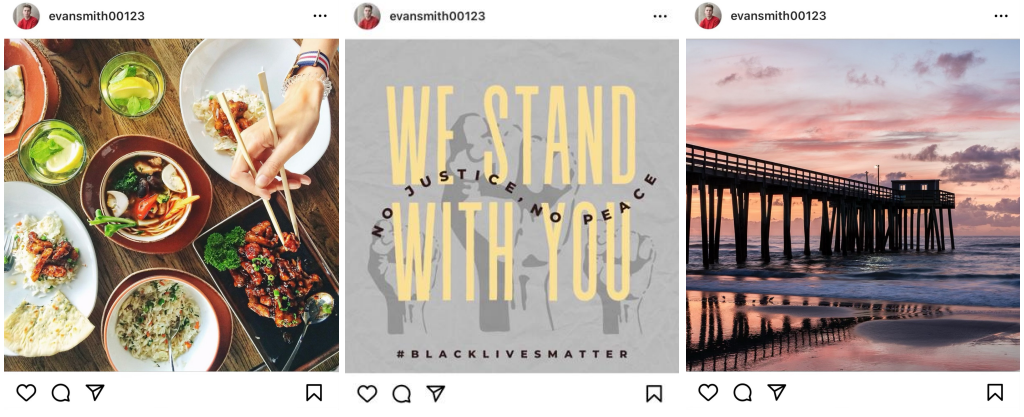 evansmith00123
WE STAND
NO JUSTICE, NO PEACE
WITH YOU
#BLACKLIVESMATTER
evansmith00123
evansmith00123